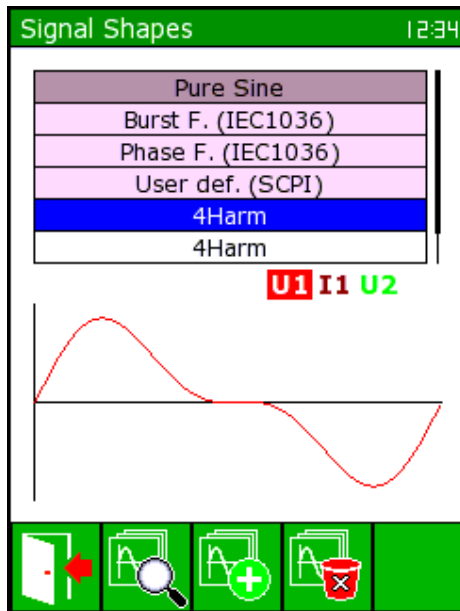 Signal Shapes 12:34
Pure Sine
Burst F. (IEC1036)
Phase F. (IEC1036)
User def. (SCPI)
4Harm
4Harm
U1 I1 U2